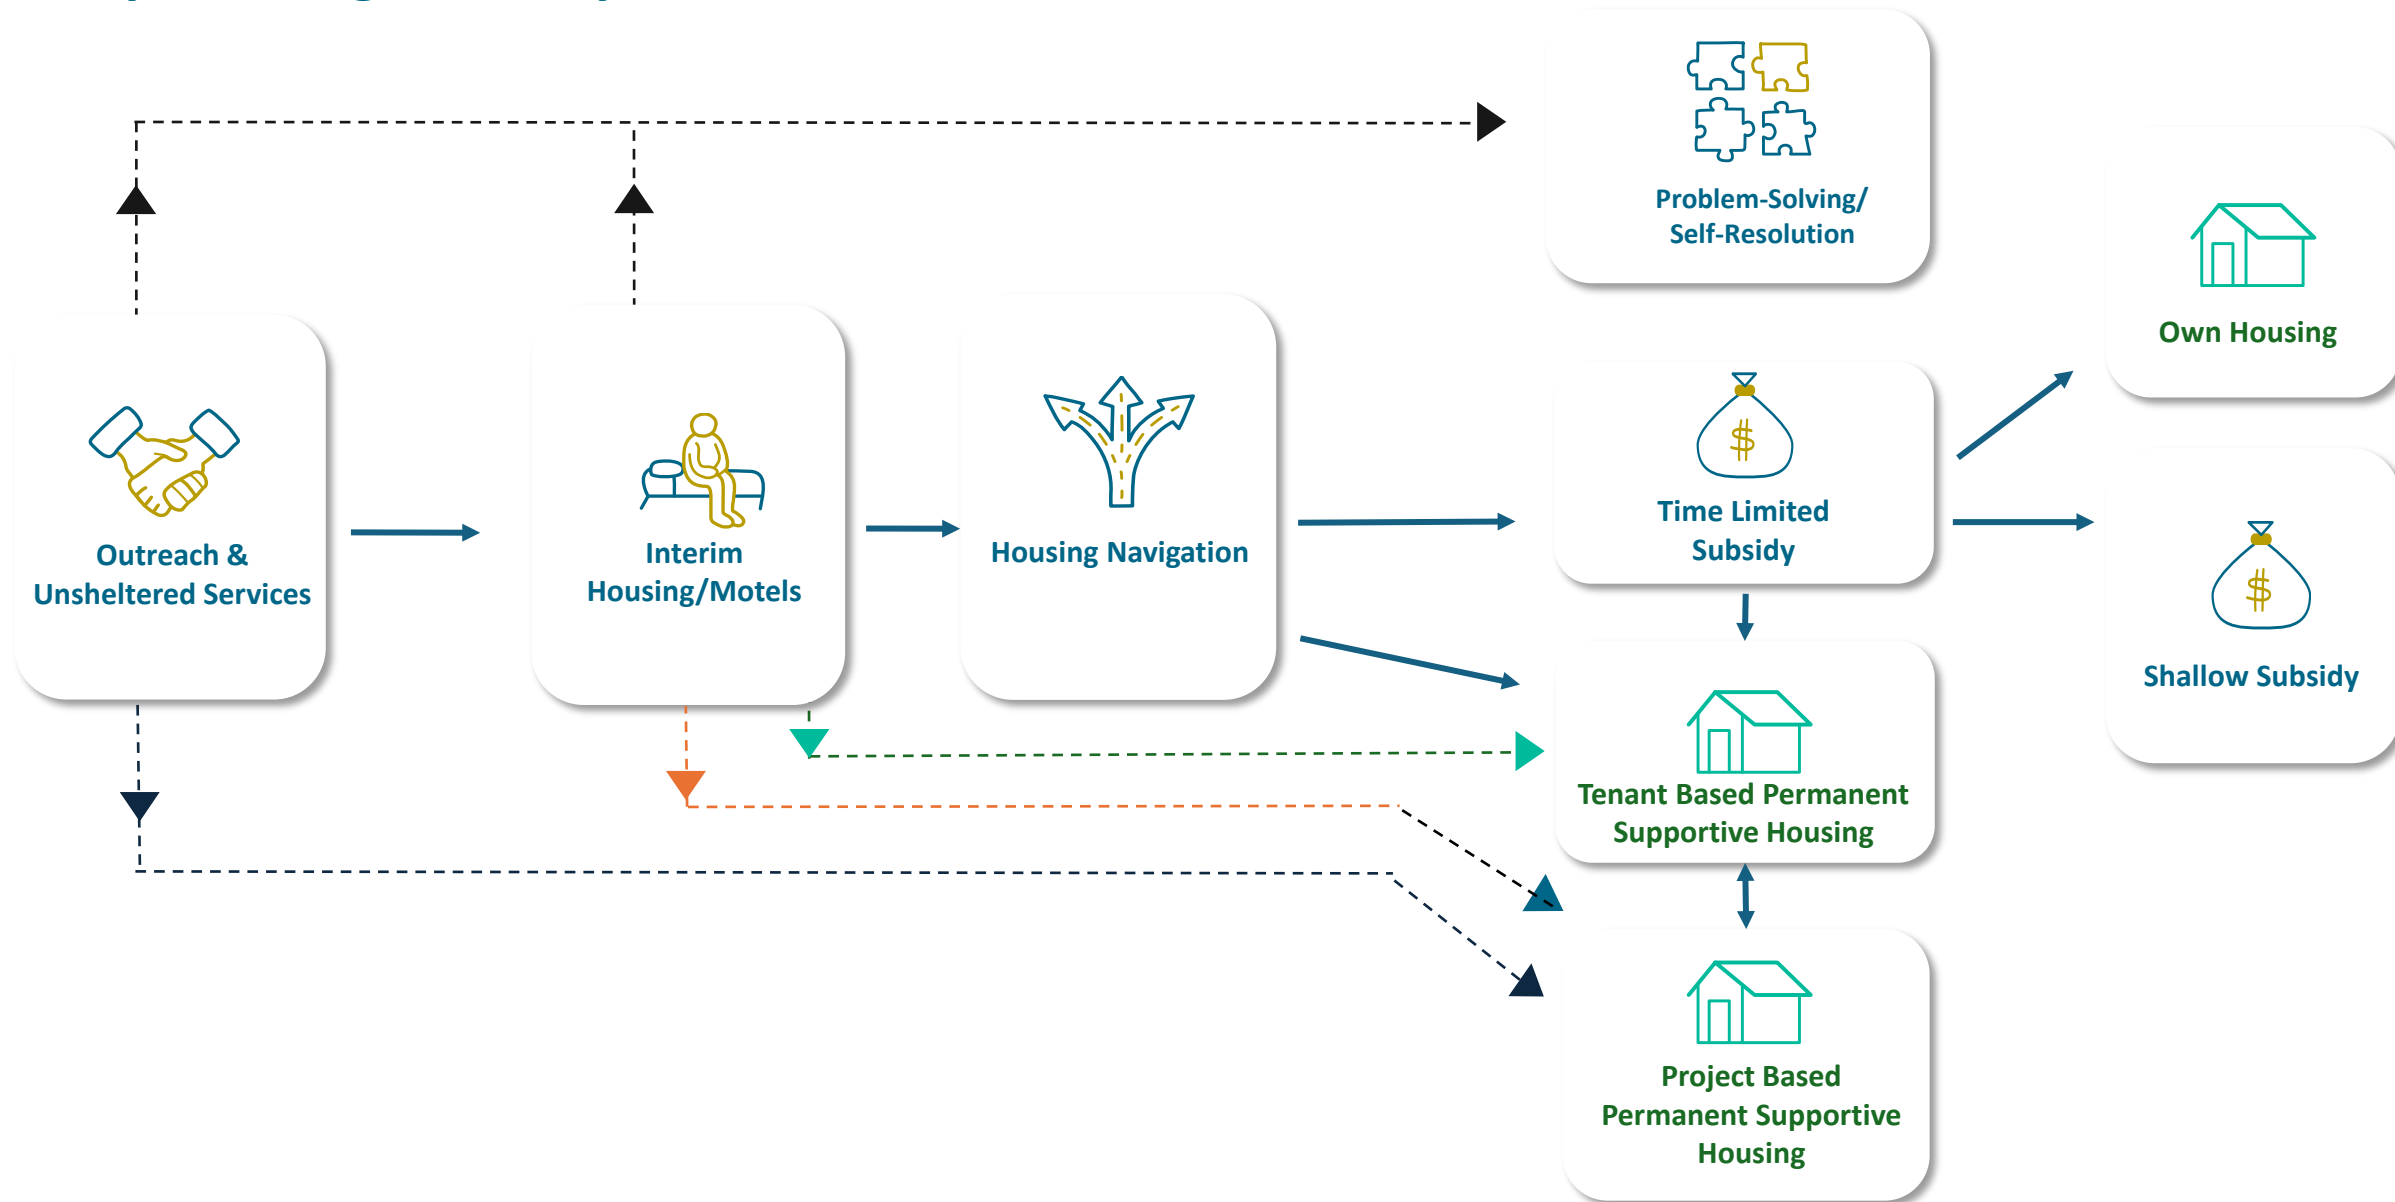 Problem-Solving/
Self-Resolution
Own Housing
Outreach &
Unsheltered Services
Interim
Housing/Motels
Housing Navigation
$
Time Limited
Subsidy
$
Shallow Subsidy
Tenant Based Permanent
Supportive Housing
Project Based
Permanent Supportive
Housing